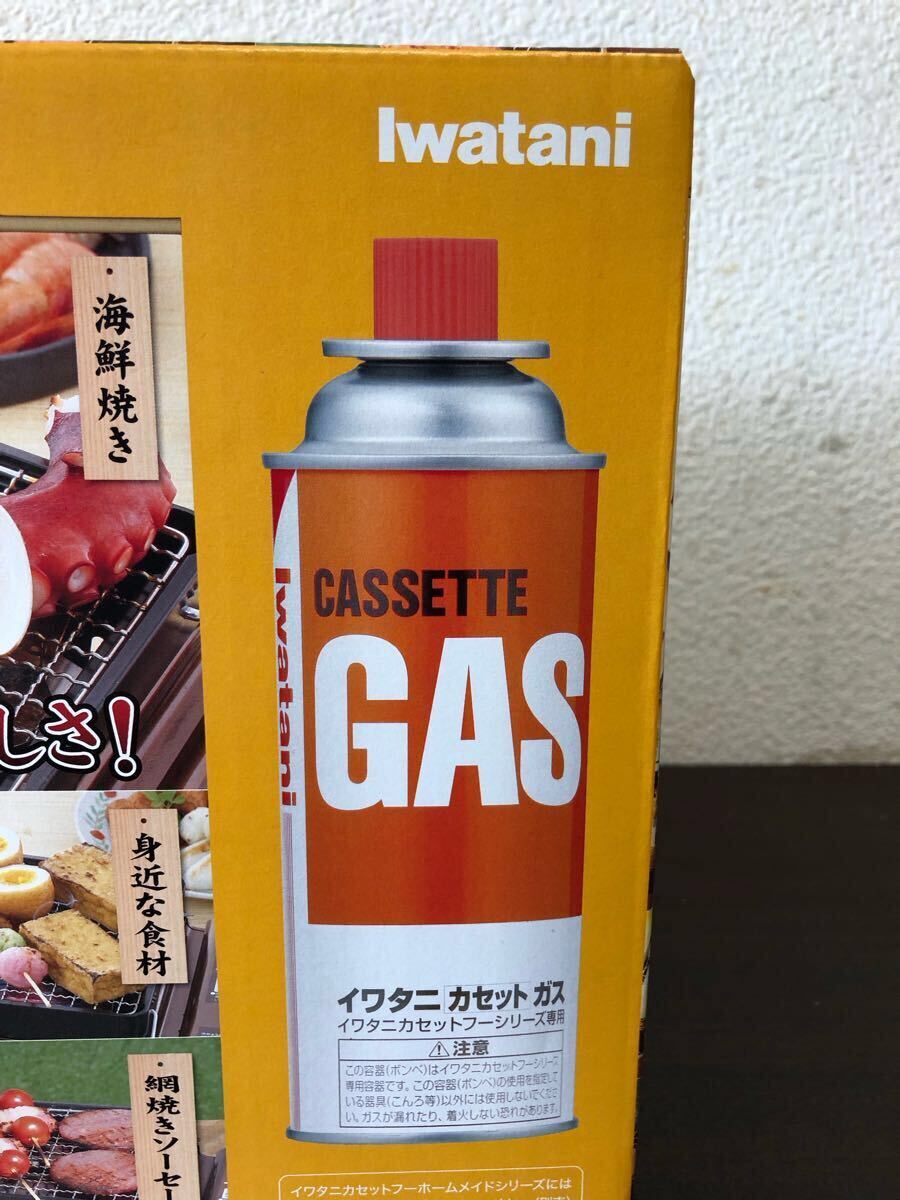 Iwatani
海鮮焼き
しさ!
身近な食材
網焼きソーセー
Iwatani
CASSETTE
GAS
イワタニ カセット ガス
イワタニカセットフーシリーズ専用
注意
この容器(ボンベ)はイワタニカセットフーシリーズ
専用容器です。この容器(ボンベ)の使用を指定して
いる器具(こんろ等)以外には使用しないでくださ
い。ガスが漏れたり、着火しない恐れがあります。
イワタニカセットフーホームメイドシリーズには